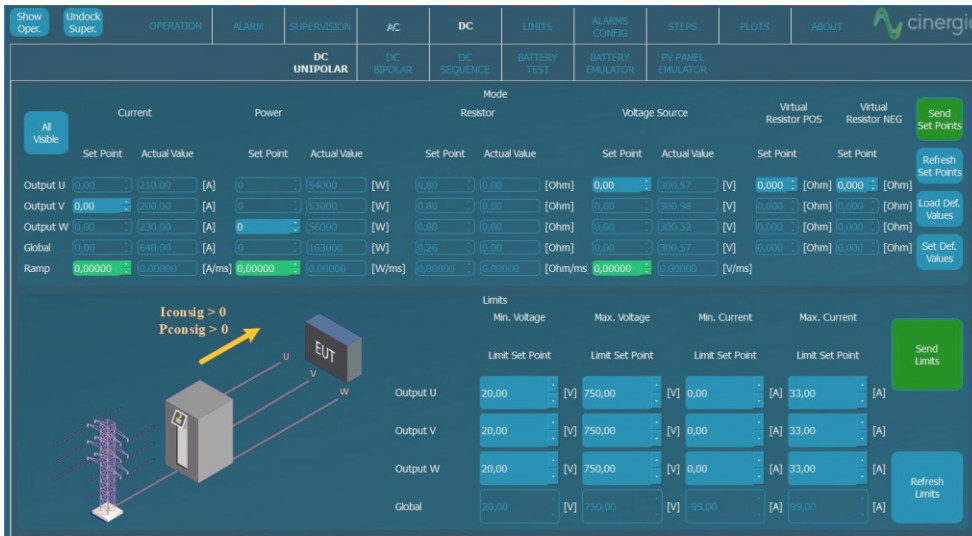 Show Oper. Undock Super. OPERATION ALARM SUPERVISION AC DC LIMITS ALARMS CONFIG STEPS PLOTS ABOUT cinergic
DC UNIPOLAR DC BIPOLAR DC SEQUENCE BATTERY TEST BATTERY EMULATOR PV PANEL EMULATOR
Mode
All Visible Current Power Resistor Voltage Source Virtual Resistor POS Virtual Resistor NEG Send Set Points
Set Point Actual Value Set Point Actual Value Set Point Actual Value Set Point Actual Value Set Point Set Point Refresh Set Points
Output U 0,00 210.00 [A] 0 54000 [W] 0,80 0.00 [Ohm] 0,00 300.57 [V] 0,000 [Ohm] 0,000 [Ohm]
Output V 0,00 200.00 [A] 0 53000 [W] 0,80 0.00 [Ohm] 0,00 300.98 [V] 0,000 [Ohm] 0,000 [Ohm] Load Def. Values
Output W 0,00 230.00 [A] 0 56000 [W] 0,80 0.00 [Ohm] 0,00 300.32 [V] 0,000 [Ohm] 0,000 [Ohm]
Global 0,00 640.00 [A] 0 163000 [W] 0,26 0.00 [Ohm] 0,00 300.57 [V] 0,000 [Ohm] 0,000 [Ohm] Set Def. Values
Ramp 0,00000 0.00000 [A/ms] 0,00000 0.00000 [W/ms] 0,00000 0.00000 [Ohm/ms 0,00000 0.00000 [V/ms]
Limits
Iconsig > 0
Pconsig > 0
EUT
U
V
W
Min. Voltage Max. Voltage Min. Current Max. Current
Limit Set Point Limit Set Point Limit Set Point Limit Set Point Send Limits
Output U 20,00 [V] 750,00 [V] 0,00 [A] 33,00 [A]
Output V 20,00 [V] 750,00 [V] 0,00 [A] 33,00 [A]
Output W 20,00 [V] 750,00 [V] 0,00 [A] 33,00 [A]
Refresh Limits
Global 20,00 [V] 750,00 [V] -99,00 [A] 99,00 [A]